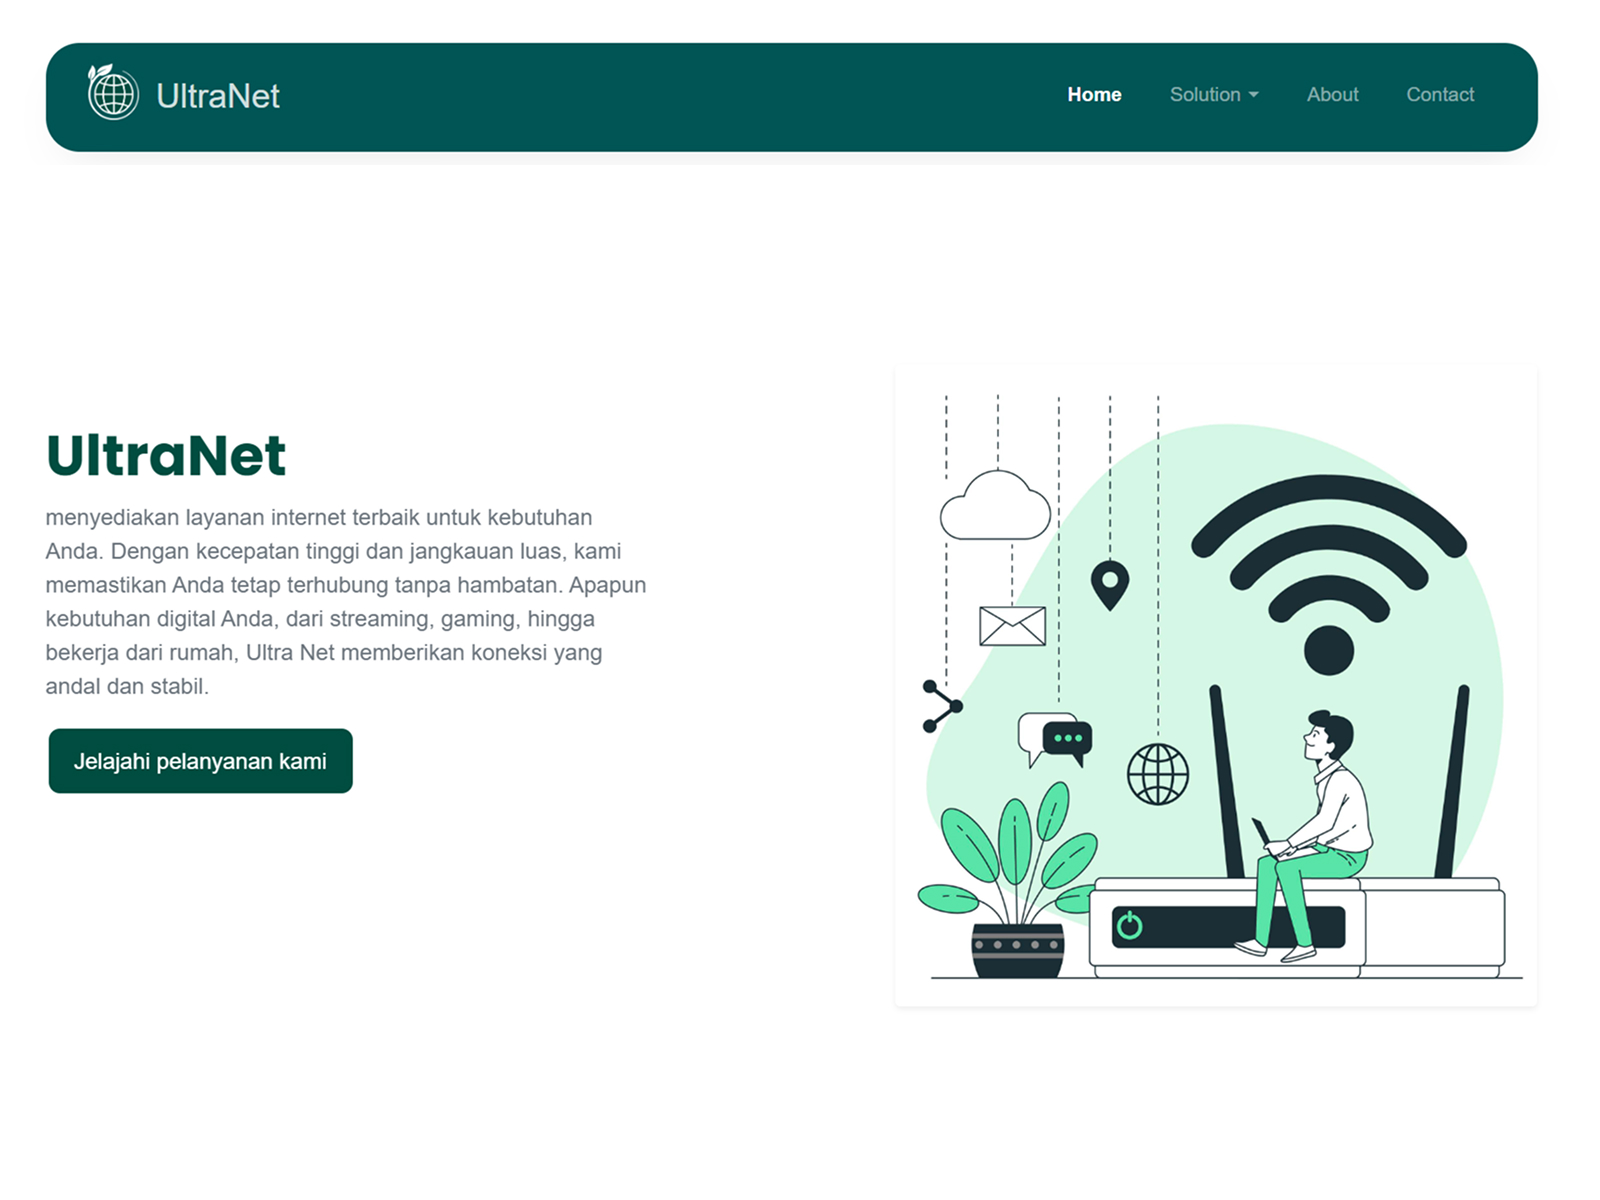 UltraNet
Home
Solution
About
Contact
UltraNet
menyediakan layanan internet terbaik untuk kebutuhan
Anda. Dengan kecepatan tinggi dan jangkauan luas, kami
memastikan Anda tetap terhubung tanpa hambatan. Apapun
kebutuhan digital Anda, dari streaming, gaming, hingga
bekerja dari rumah, Ultra Net memberikan koneksi yang
andal dan stabil.
Jelajahi pelanyanan kami